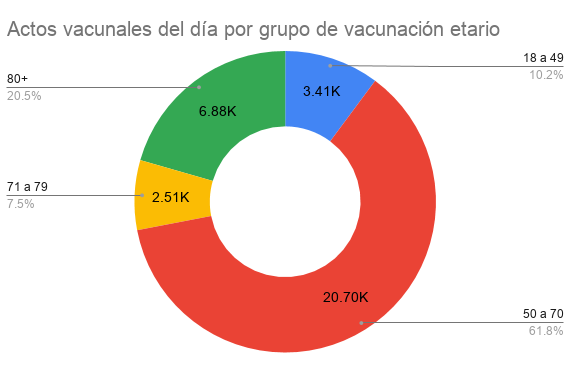 Actos vacunales del día por grupo de vacunación etario
18 a 49
10.2%
80+
20.5%
3.41K
6.88K
71 a 79
7.5%
2.51K
20.70K
50 a 70
61.8%